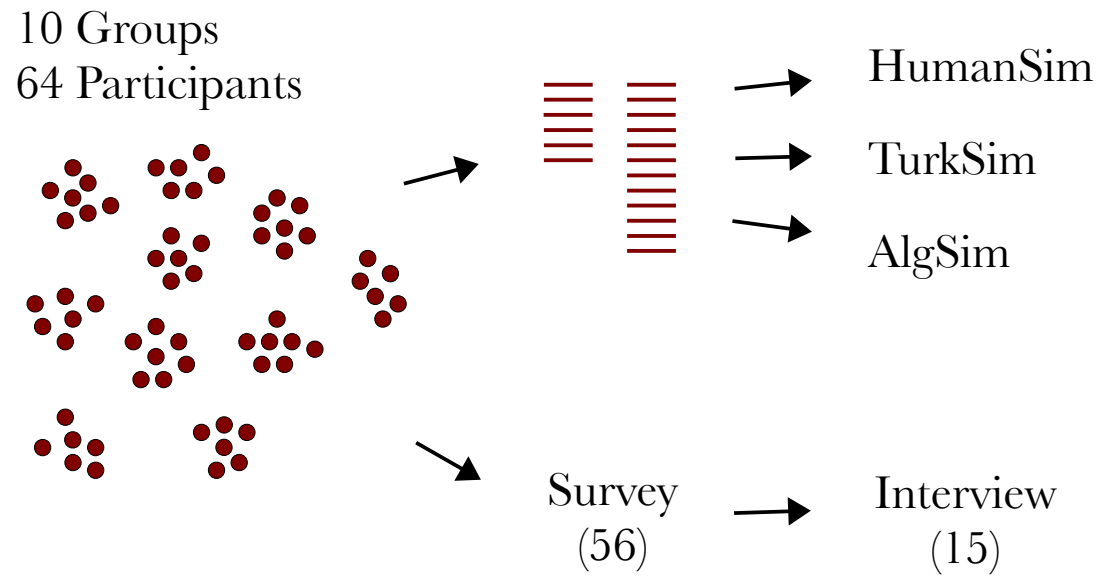 10 Groups
64 Participants
HumanSim
TurkSim
AlgSim
Survey
(56)
Interview
(15)